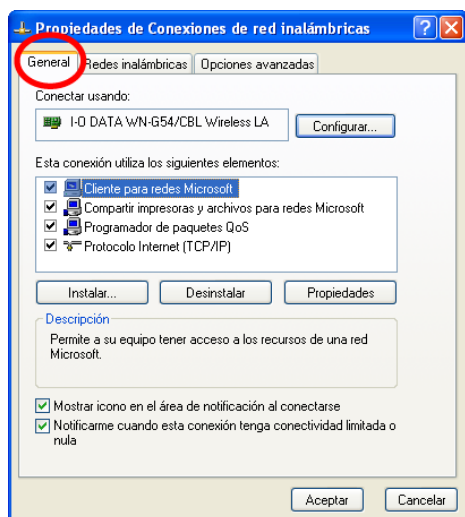 Propiedades de Conexiones de red inalámbricas
General
Redes inalámbricas
Opciones avanzadas
Conectar usando:
I-O DATA WN-G54/CBL Wireless LA
Configurar...
Esta conexión utiliza los siguientes elementos:
Cliente para redes Microsoft
Compartir impresoras y archivos para redes Microsoft
Programador de paquetes QoS
Protocolo Internet (TCP/IP)
Instalar...
Desinstalar
Propiedades
Descripción
Permite a su equipo tener acceso a los recursos de una red
Microsoft.
Mostrar icono en el área de notificación al conectarse
Notificarme cuando esta conexión tenga conectividad limitada o
nula
Aceptar
Cancelar